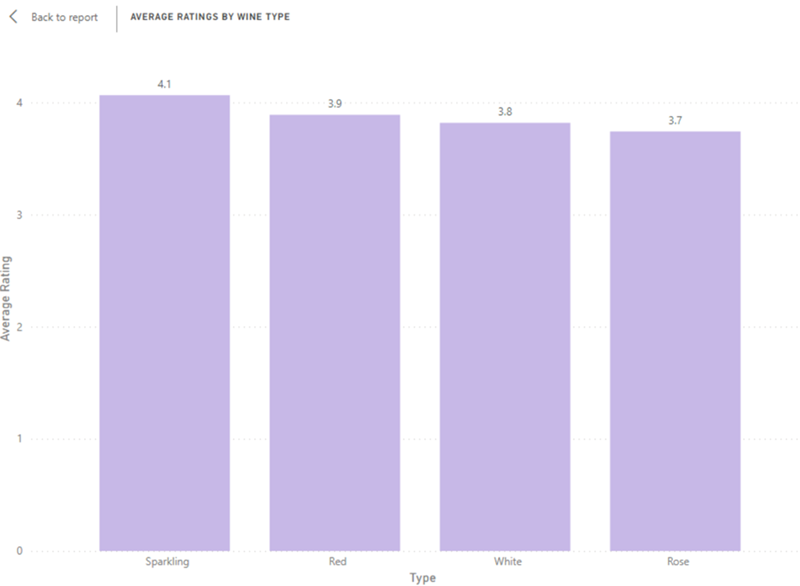 Back to report
AVERAGE RATINGS BY WINE TYPE
4.1
3.9
3.8
3.7
4
3
2
1
0
Average Rating
Sparkling Red White Rose
Type